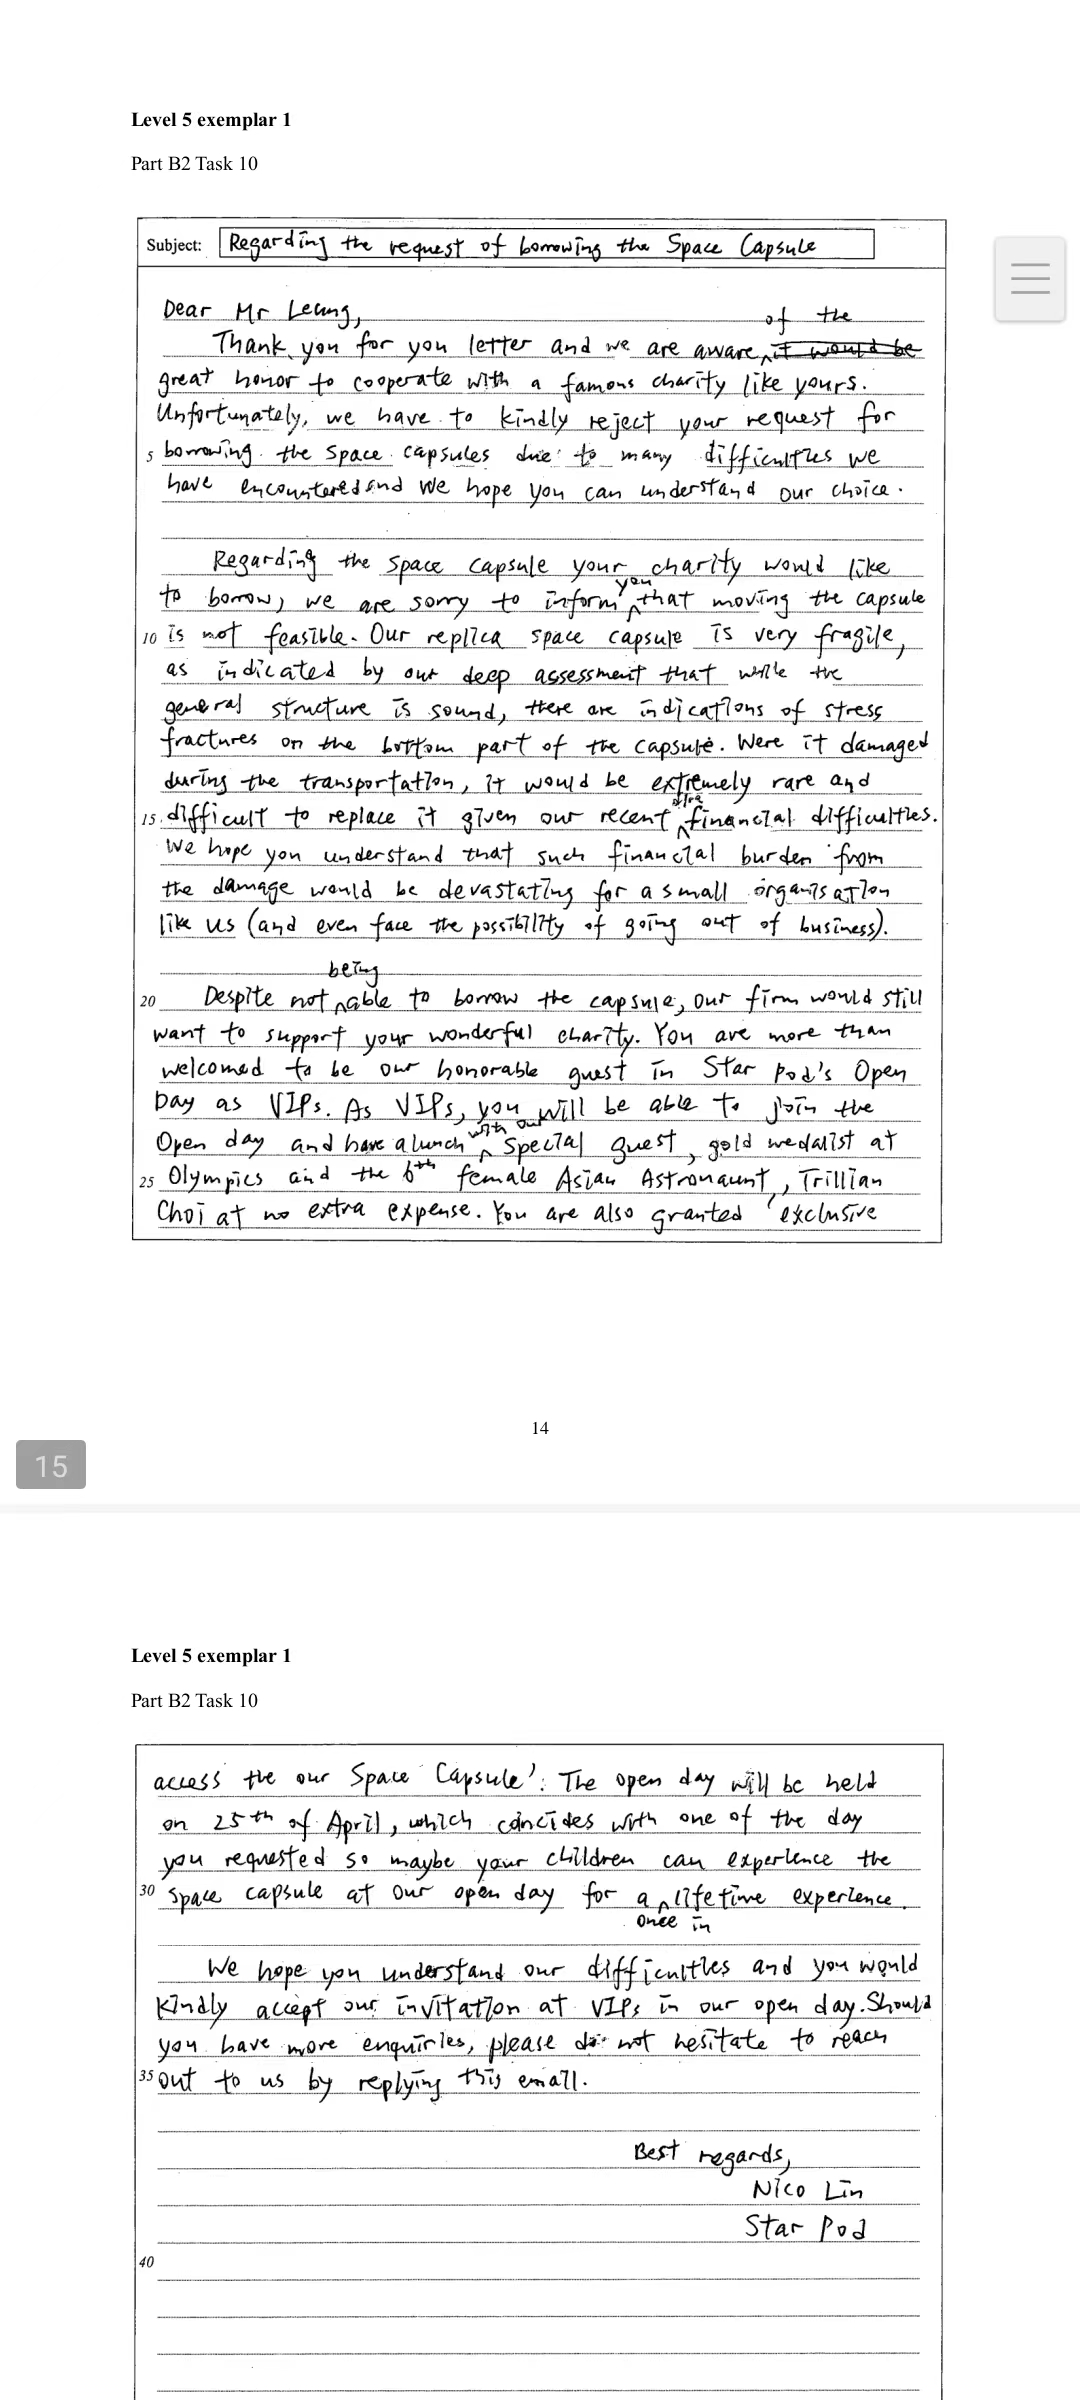 Level 5 exemplar 1
Part B2 Task 10
Subject: Regarding the request of borrowing the Space Capsule
Dear Mr Leung,
of the
Thank you for you letter and we are aware it would be
great honor to cooperate with a famous charity like yours.
Unfortunately, we have to kindly reject your request for
5 borrowing the space capsules due to many difficulties we
have encountered and we hope you can understand our choice.
Regarding the space capsule your charity would like
you
to borrow, we are sorry to inform that moving the capsule
10 is not feasible. Our replica space capsule is very fragile,
as indicated by our deep assessment that while the
general structure is sound, there are indications of stress
fractures on the bottom part of the capsule. Were it damaged
during the transportation, it would be extremely rare and
15 difficult to replace it given our recent financial difficulties.
We hope you understand that such financial burden from
the damage would be devastating for a small organisation
like us (and even face the possibility of going out of business).
being
20 Despite not able to borrow the capsule, our firm would still
want to support your wonderful charity. You are more than
welcomed to be our honorable guest in Star Pod's Open
Day as VIPs. As VIPs, you will be able to join the
with our
Open day and have a lunch special guest, gold medalist at
25 Olympics and the 6th female Asian Astronaunt, Trillian
Choi at no extra expense. You are also granted 'exclusive
14
15
Level 5 exemplar 1
Part B2 Task 10
access the our Space Capsule'. The open day will be held
on 25th of April, which coincides with one of the day
you requested so maybe your children can experience the
30 space capsule at our open day for a lifetime experience.
once in
We hope you understand our difficulties and you would
kindly accept our invitation at VIPs in our open day. Should
you have more enquiries, please do not hesitate to reach
35 out to us by replying this email.
Best regards,
Nico Lin
Star Pod
40